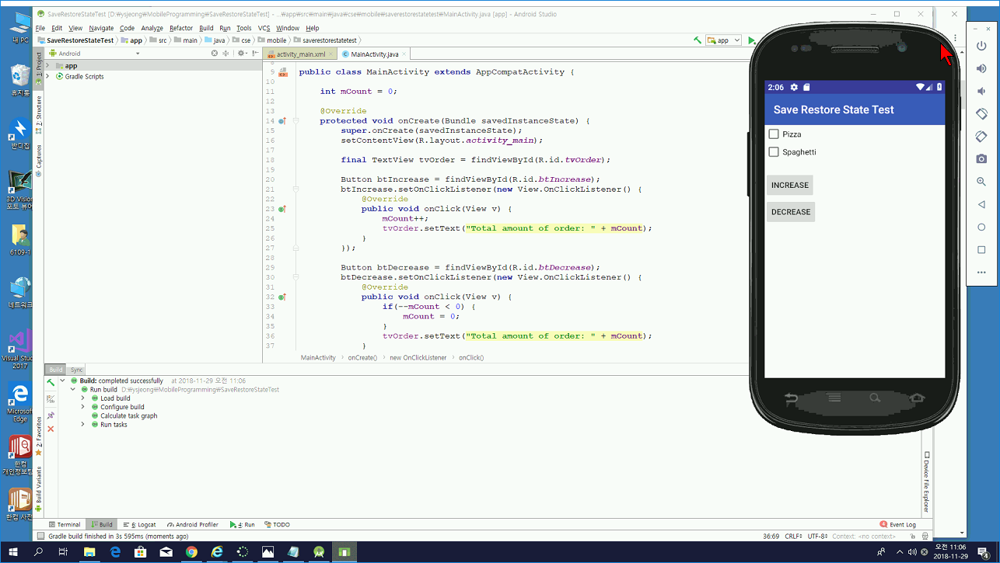 SaveRestoreStateTest [D:₩ysjeong₩MobileProgramming₩SaveRestoreStateTest] - ...₩app₩src₩main₩java₩cse₩mobile₩saverestorestatetest₩MainActivity.java [app] - Android Studio
File Edit View Navigate Code Analyze Refactor Build Run Tools VCS Window Help
SaveRestoreStateTest app src main java cse mobile saverestorestatetest app
Android activity_main.xml MainActivity.java
1: Project
7: Structure
Captures
2: Favorites
Build Variants
app
Gradle Scripts
8
9 public class MainActivity extends AppCompatActivity {
10
11 int mCount = 0;
12
13 @Override
14 protected void onCreate(Bundle savedInstanceState) {
15 super.onCreate(savedInstanceState);
16 setContentView(R.layout.activity_main);
17
18 final TextView tvOrder = findViewById(R.id.tvOrder);
19
20 Button btIncrease = findViewById(R.id.btIncrease);
21 btIncrease.setOnClickListener(new View.OnClickListener() {
22 @Override
23 public void onClick(View v) {
24 mCount++;
25 tvOrder.setText("Total amount of order: " + mCount);
26 }
27 });
28
29 Button btDecrease = findViewById(R.id.btDecrease);
30 btDecrease.setOnClickListener(new View.OnClickListener() {
31 @Override
32 public void onClick(View v) {
33 if(--mCount < 0) {
34 mCount = 0;
35 }
36 tvOrder.setText("Total amount of order: " + mCount);
37 }
MainActivity onCreate() new OnClickListener onClick()
Build Sync
Build: completed successfully at 2018-11-29 오전 11:06
Run build D:₩ysjeong₩MobileProgramming₩SaveRestoreStateTest
Load build
Configure build
Calculate task graph
Run tasks
Device File Explorer
Terminal Build 6: Logcat Android Profiler 4: Run TODO Event Log
Gradle build finished in 3s 595ms (moments ago) 36:69 CRLF÷ UTF-8÷ Context: <no context>
2:06
Save Restore State Test
Pizza
Spaghetti
INCREASE
DECREASE
내 PC
휴지통
반디집
3D Vision
포토 뷰어
6109-1
네트워크
Visual Studio
2017
Microsoft
Edge
한컴
한컴 사전
오전 11:06
2018-11-29
4